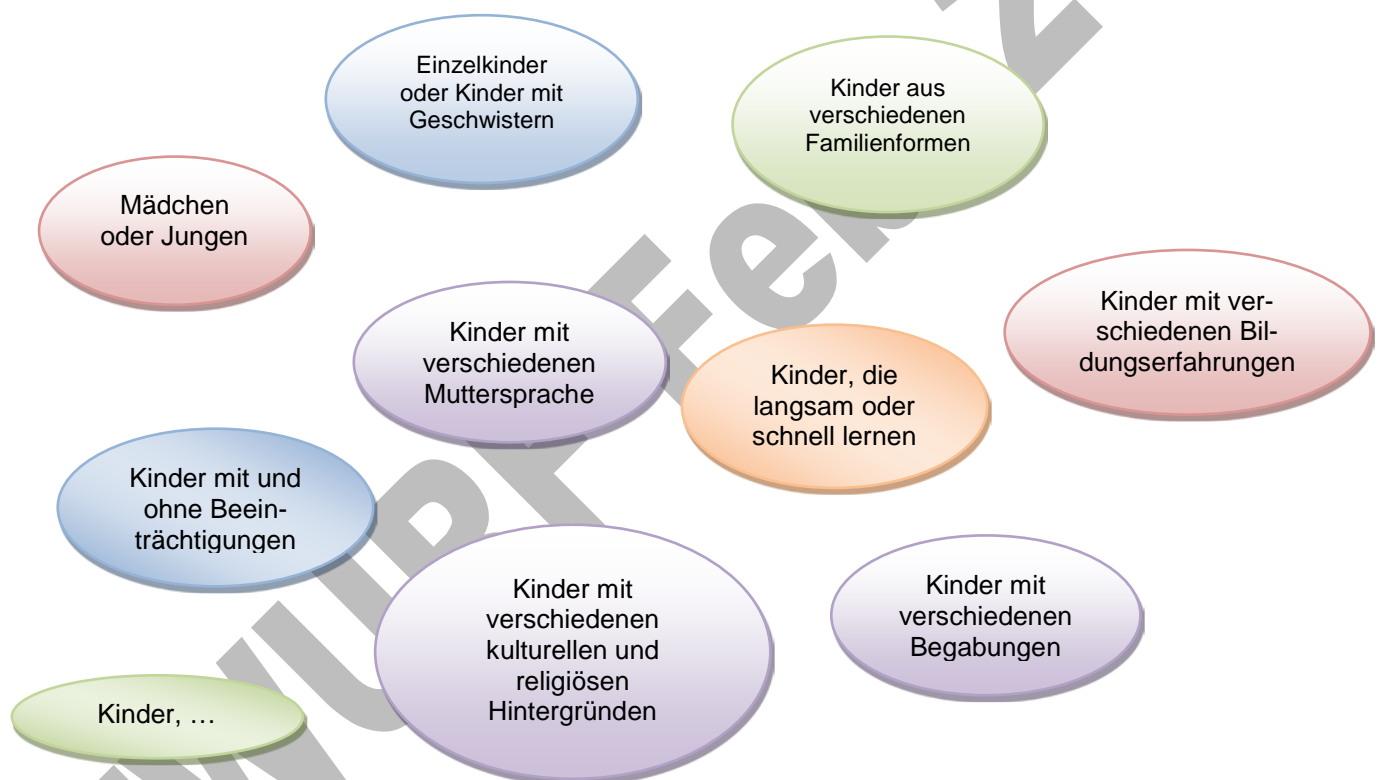 Einzelkinder
oder Kinder mit
Geschwistern
Kinder aus
verschiedenen
Familienformen
Mädchen
oder Jungen
Kinder mit
verschiedenen
Muttersprache
Kinder, die
langsam oder
schnell lernen
Kinder mit ver-
schiedenen Bil-
dungserfahrungen
Kinder mit und
ohne Beein-
trächtigungen
Kinder mit
verschiedenen
kulturellen und
religiösen
Hintergründen
Kinder mit
verschiedenen
Begabungen
Kinder, …